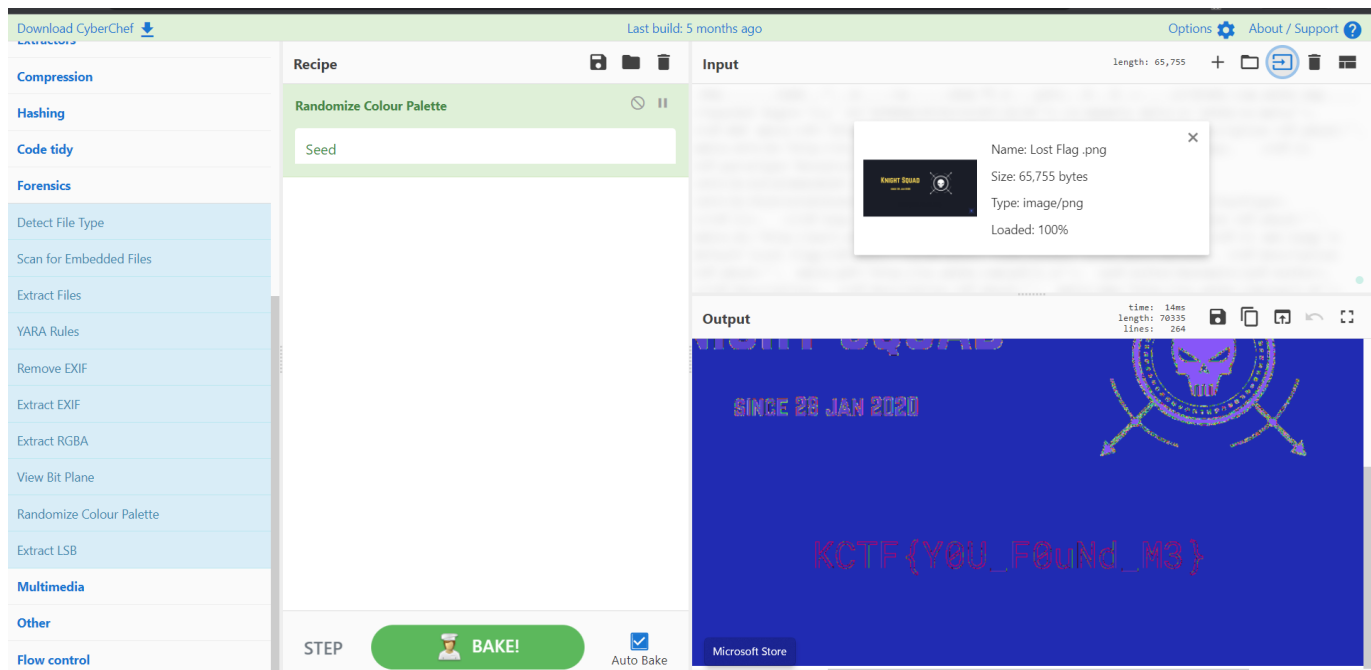 Download CyberChef
Last build: 5 months ago
Options
About / Support
Extractors
Compression
Hashing
Code tidy
Forensics
Detect File Type
Scan for Embedded Files
Extract Files
YARA Rules
Remove EXIF
Extract EXIF
Extract RGBA
View Bit Plane
Randomize Colour Palette
Extract LSB
Multimedia
Other
Flow control
Recipe
Randomize Colour Palette
Seed
STEP
BAKE!
Auto Bake
Input
length: 65,755
KNIGHT SQUAD
Name: Lost Flag .png
Size: 65,755 bytes
Type: image/png
Loaded: 100%
Output
time: 14ms
length: 70335
lines: 264
KNIGHT SQUAD
SINCE 28 JAN 2020
KCTF{Y0U_F0uNd_M3}
Microsoft Store